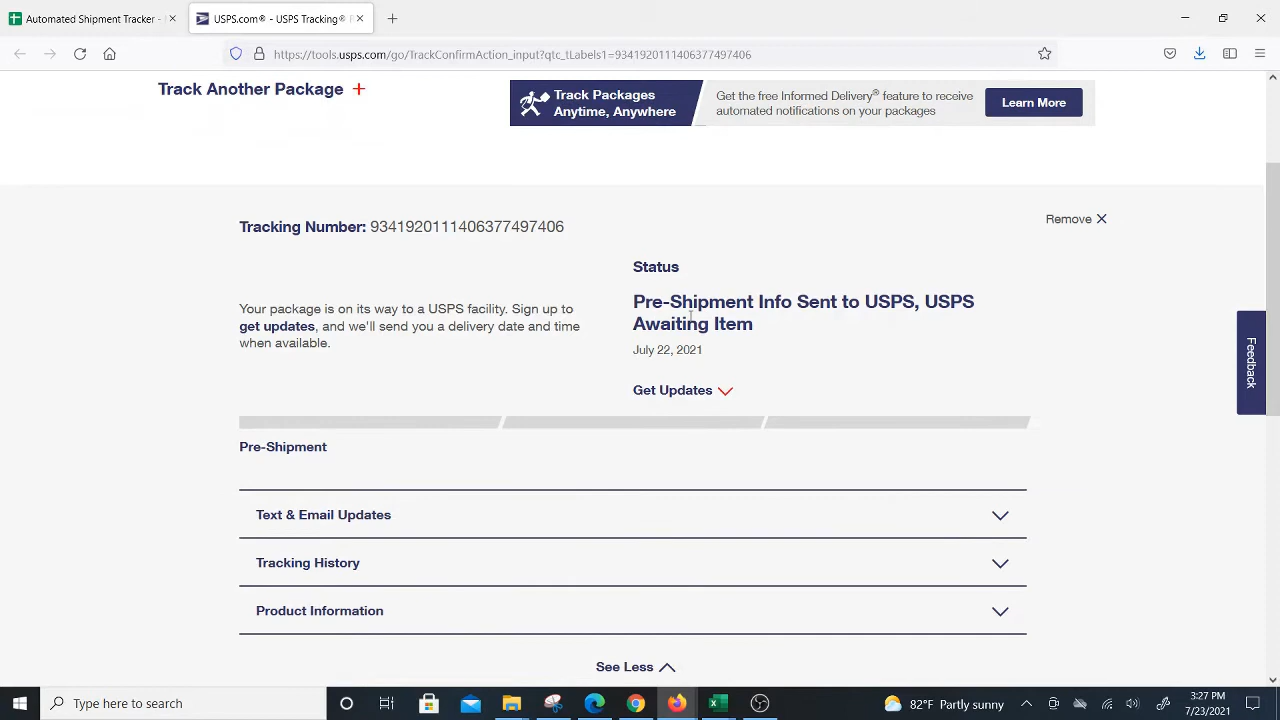 Automated Shipment Tracker -
USPS.com® - USPS Tracking®
https://tools.usps.com/go/TrackConfirmAction_input?qtc_tLabels1=9341920111406377497406
Track Another Package +
Track Packages
Anytime, Anywhere
Get the free Informed Delivery® feature to receive
automated notifications on your packages
Learn More
Tracking Number: 9341920111406377497406
Remove X
Status
Pre-Shipment Info Sent to USPS, USPS
Awaiting Item
July 22, 2021
Your package is on its way to a USPS facility. Sign up to
get updates, and we'll send you a delivery date and time
when available.
Get Updates
Feedback
Pre-Shipment
Text & Email Updates
Tracking History
Product Information
See Less
Type here to search
82°F Partly sunny
3:27 PM
7/23/2021